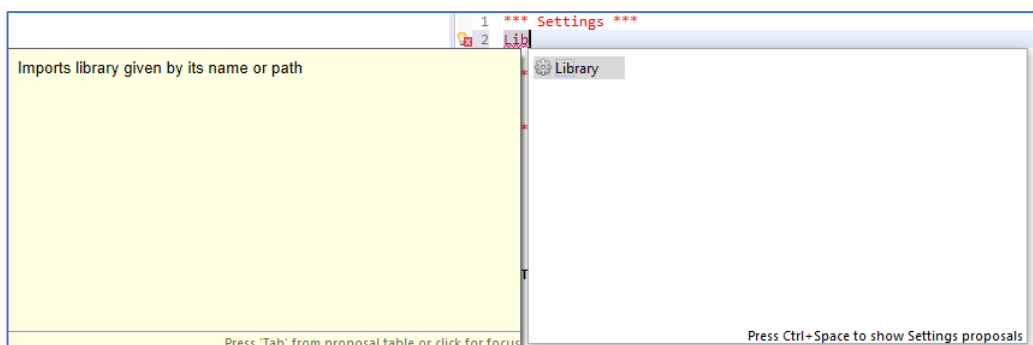 1 *** Settings ***
2 Lib
Imports library given by its name or path
Library
*
*
T
Press Ctrl+Space to show Settings proposals
Press 'Tab' from proposal table or click for focus